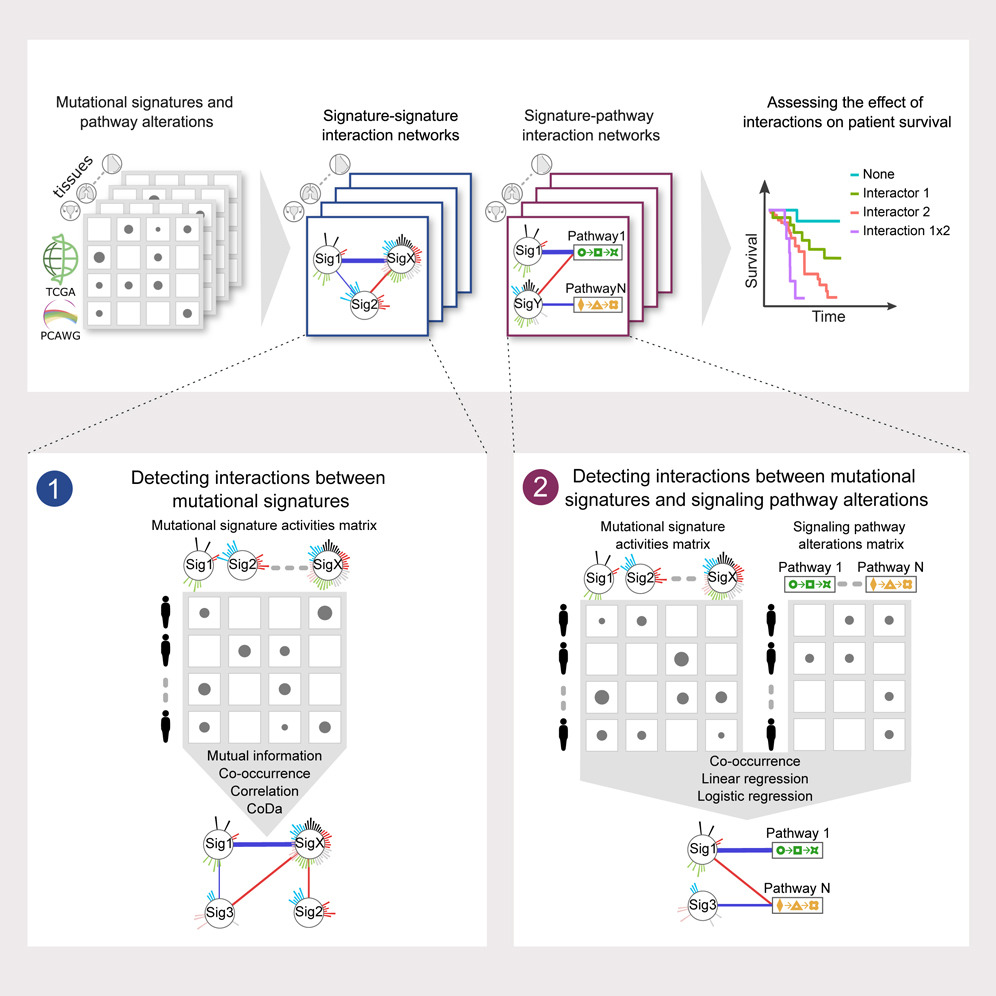 Mutational signatures and
pathway alterations
Signature-signature
interaction networks
Signature-pathway
interaction networks
Assessing the effect of
interactions on patient survival
tissues
TCGA
PCAWG
Sig1
SigX
Sig2
Sig1
Pathway1
SigY
PathwayN
None
Interactor 1
Interactor 2
Interaction 1x2
Survival
Time
1
Detecting interactions between
mutational signatures
Mutational signature activities matrix
Sig1
Sig2
SigX
Mutual information
Co-occurrence
Correlation
CoDa
Sig1
SigX
Sig3
Sig2
2
Detecting interactions between mutational
signatures and signaling pathway alterations
Mutational signature
activities matrix
Sig1
Sig2
SigX
Signaling pathway
alterations matrix
Pathway 1
Pathway N
Co-occurrence
Linear regression
Logistic regression
Sig1
Pathway 1
Sig3
Pathway N